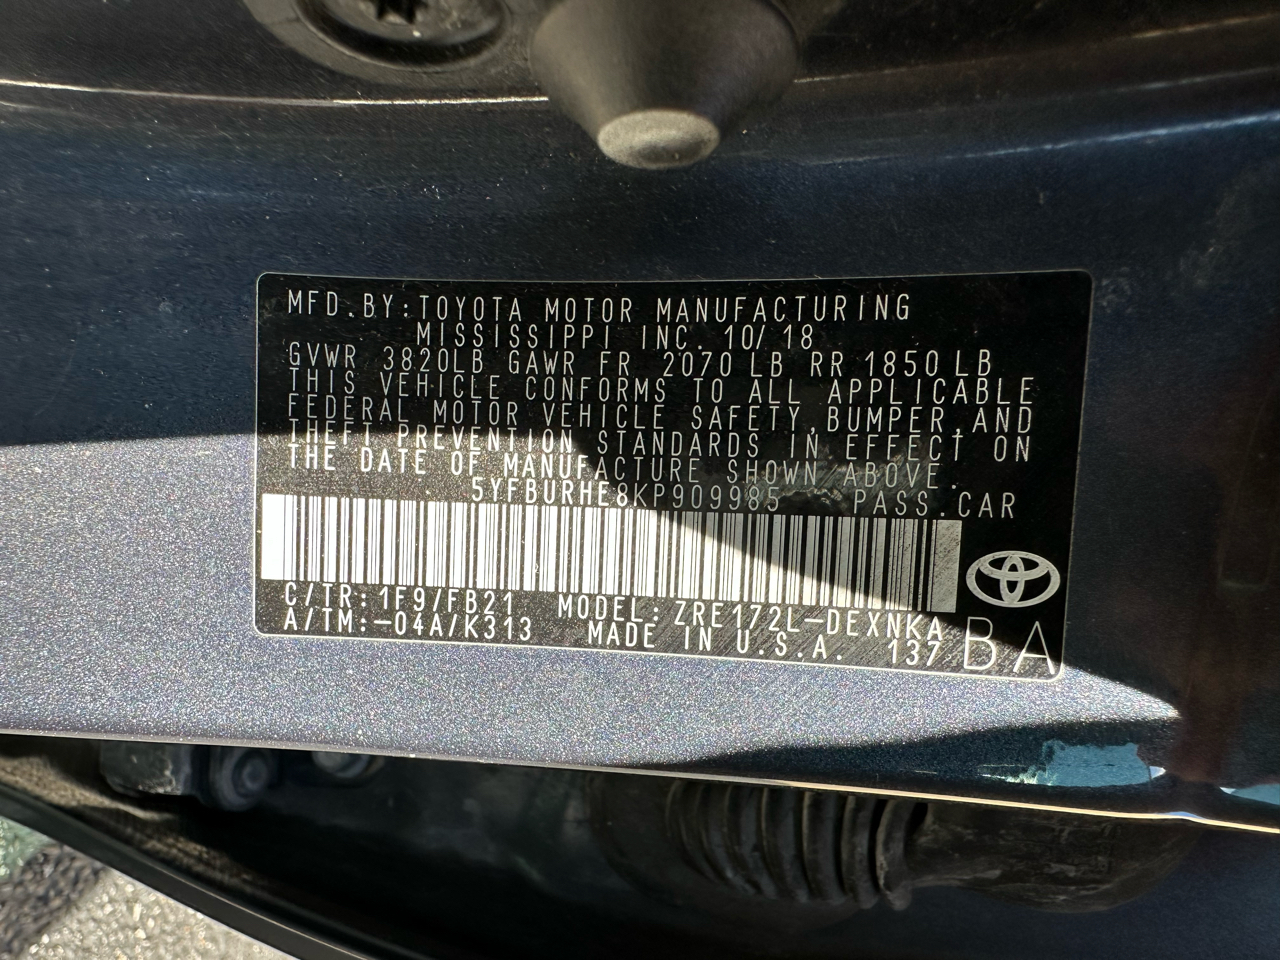 MFD.BY:TOYOTA MOTOR MANUFACTURING
MISSISSIPPI INC. 10/18
GVWR 3820LB GAWR FR 2070 LB RR 1850 LB
THIS VEHICLE CONFORMS TO ALL APPLICABLE
FEDERAL MOTOR VEHICLE SAFETY,BUMPER,AND
THEFT PREVENTION STANDARDS IN EFFECT ON
THE DATE OF MANUFACTURE SHOWN ABOVE.
5YFBURHE8KP909985 PASS.CAR
C/TR:1F9/FB21 MODEL:ZRE172L-DEXNKA
A/TM:-04A/K313 MADE IN U.S.A. 137 BA